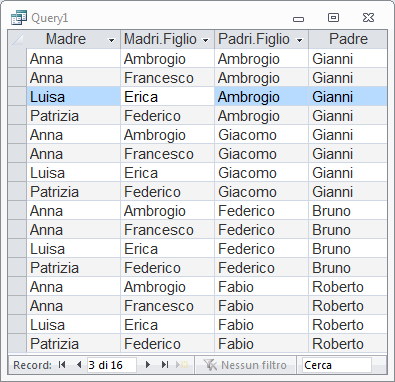 Query1
Madre Madri.Figlio Padri.Figlio Padre
Anna Ambrogio Ambrogio Gianni
Anna Francesco Ambrogio Gianni
Luisa Erica Ambrogio Gianni
Patrizia Federico Ambrogio Gianni
Anna Ambrogio Giacomo Gianni
Anna Francesco Giacomo Gianni
Luisa Erica Giacomo Gianni
Patrizia Federico Giacomo Gianni
Anna Ambrogio Federico Bruno
Anna Francesco Federico Bruno
Luisa Erica Federico Bruno
Patrizia Federico Federico Bruno
Anna Ambrogio Fabio Roberto
Anna Francesco Fabio Roberto
Luisa Erica Fabio Roberto
Patrizia Federico Fabio Roberto
Record: 3 di 16 Nessun filtro Cerca